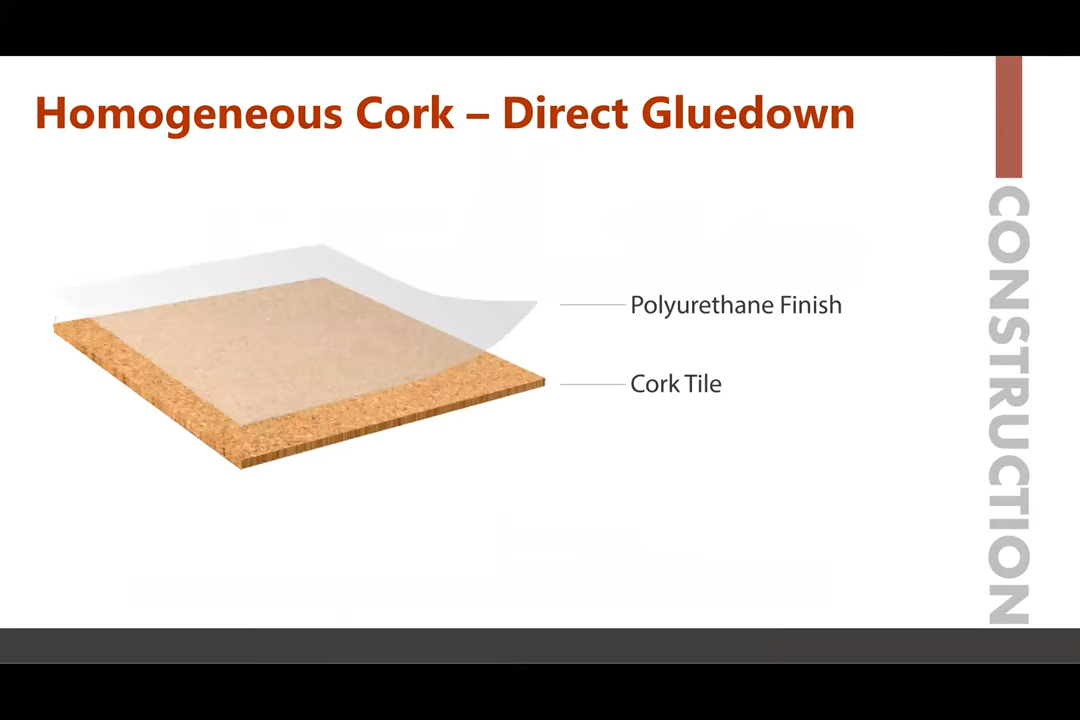 Homogeneous Cork – Direct Gluedown
Polyurethane Finish
Cork Tile
CONSTRUCTION